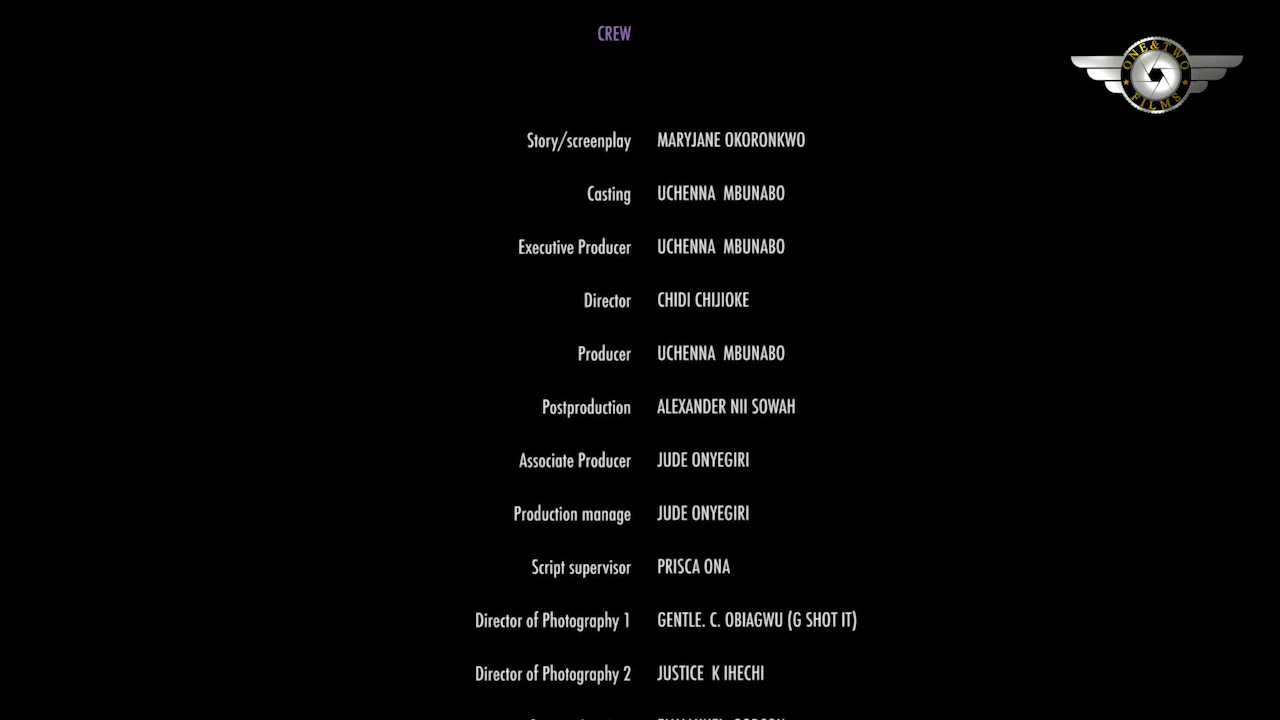 CREW
ONE&TWO
FILMS
Story/screenplay MARYJANE OKORONKWO
Casting UCHENNA MBUNABO
Executive Producer UCHENNA MBUNABO
Director CHIDI CHIJIOKE
Producer UCHENNA MBUNABO
Postproduction ALEXANDER NII SOWAH
Associate Producer JUDE ONYEGIRI
Production manage JUDE ONYEGIRI
Script supervisor PRISCA ONA
Director of Photography 1 GENTLE. C. OBIAGWU (G SHOT IT)
Director of Photography 2 JUSTICE K IHECHI